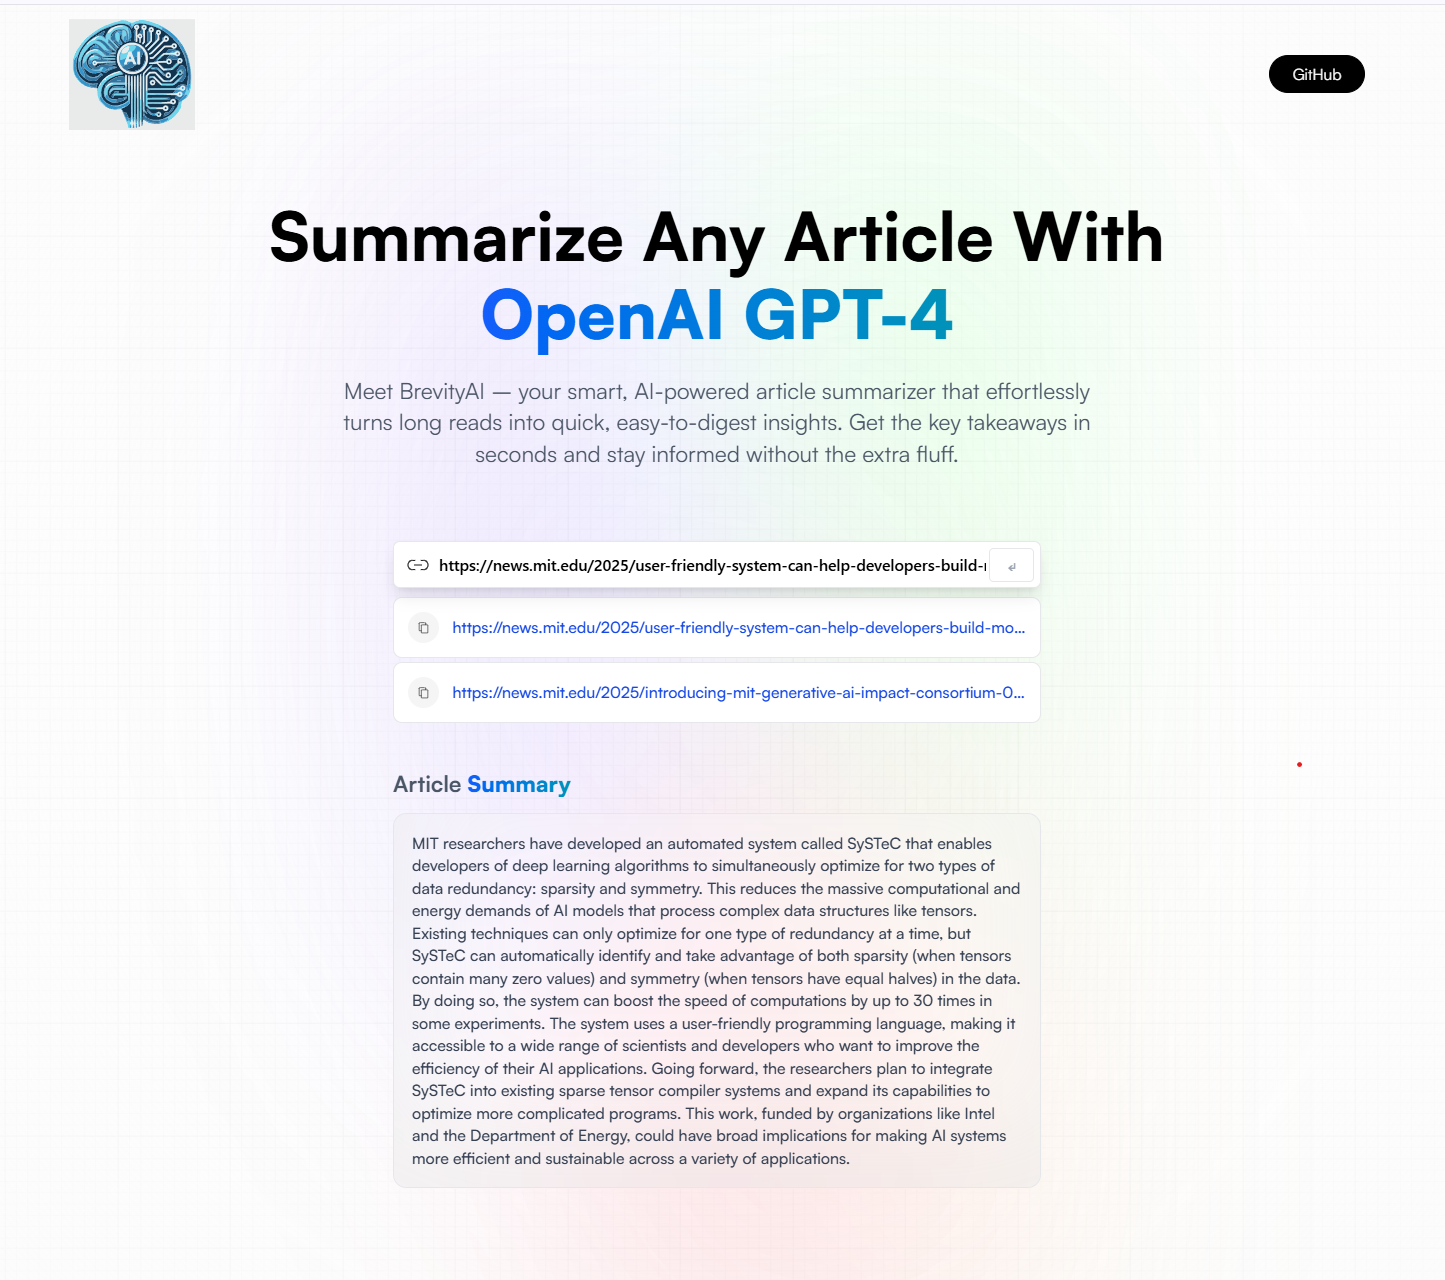 AI
GitHub
Summarize Any Article With
OpenAI GPT-4
Meet BrevityAI — your smart, AI-powered article summarizer that effortlessly
turns long reads into quick, easy-to-digest insights. Get the key takeaways in
seconds and stay informed without the extra fluff.
https://news.mit.edu/2025/user-friendly-system-can-help-developers-build-
https://news.mit.edu/2025/user-friendly-system-can-help-developers-build-mo...
https://news.mit.edu/2025/introducing-mit-generative-ai-impact-consortium-0...
Article Summary
MIT researchers have developed an automated system called SySTeC that enables
developers of deep learning algorithms to simultaneously optimize for two types of
data redundancy: sparsity and symmetry. This reduces the massive computational and
energy demands of AI models that process complex data structures like tensors.
Existing techniques can only optimize for one type of redundancy at a time, but
SySTeC can automatically identify and take advantage of both sparsity (when tensors
contain many zero values) and symmetry (when tensors have equal halves) in the data.
By doing so, the system can boost the speed of computations by up to 30 times in
some experiments. The system uses a user-friendly programming language, making it
accessible to a wide range of scientists and developers who want to improve the
efficiency of their AI applications. Going forward, the researchers plan to integrate
SySTeC into existing sparse tensor compiler systems and expand its capabilities to
optimize more complicated programs. This work, funded by organizations like Intel
and the Department of Energy, could have broad implications for making AI systems
more efficient and sustainable across a variety of applications.